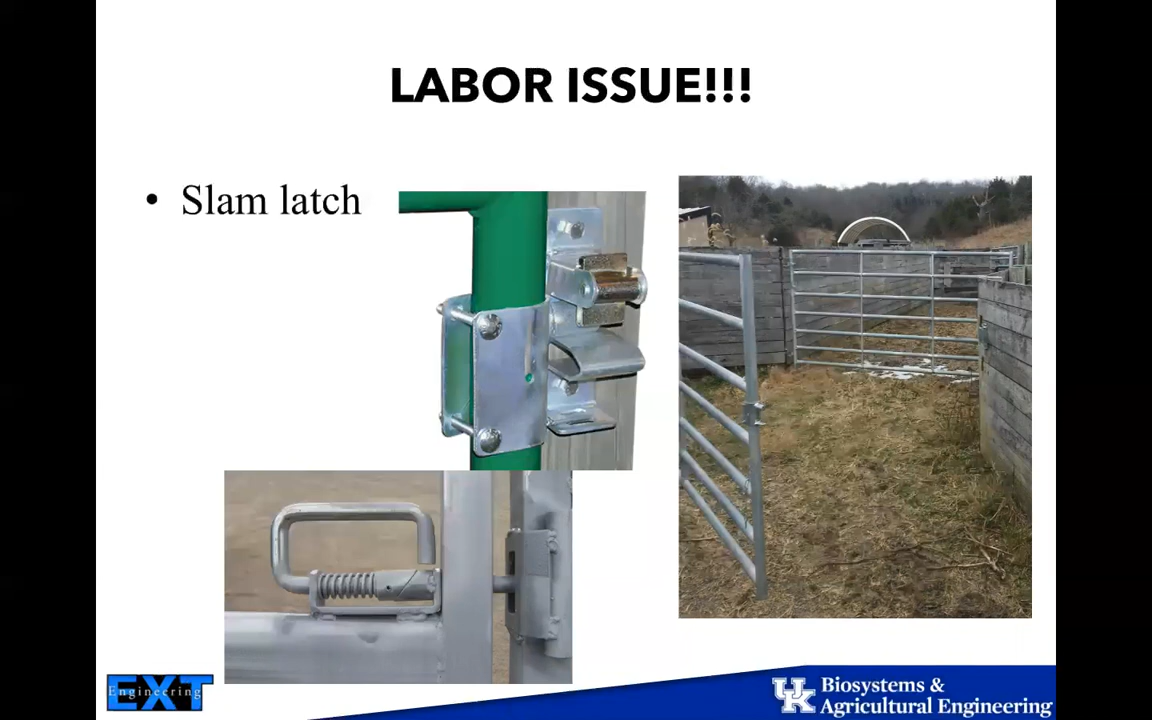 LABOR ISSUE!!!
• Slam latch
EXT
Engineering
UK
Biosystems &
Agricultural Engineering